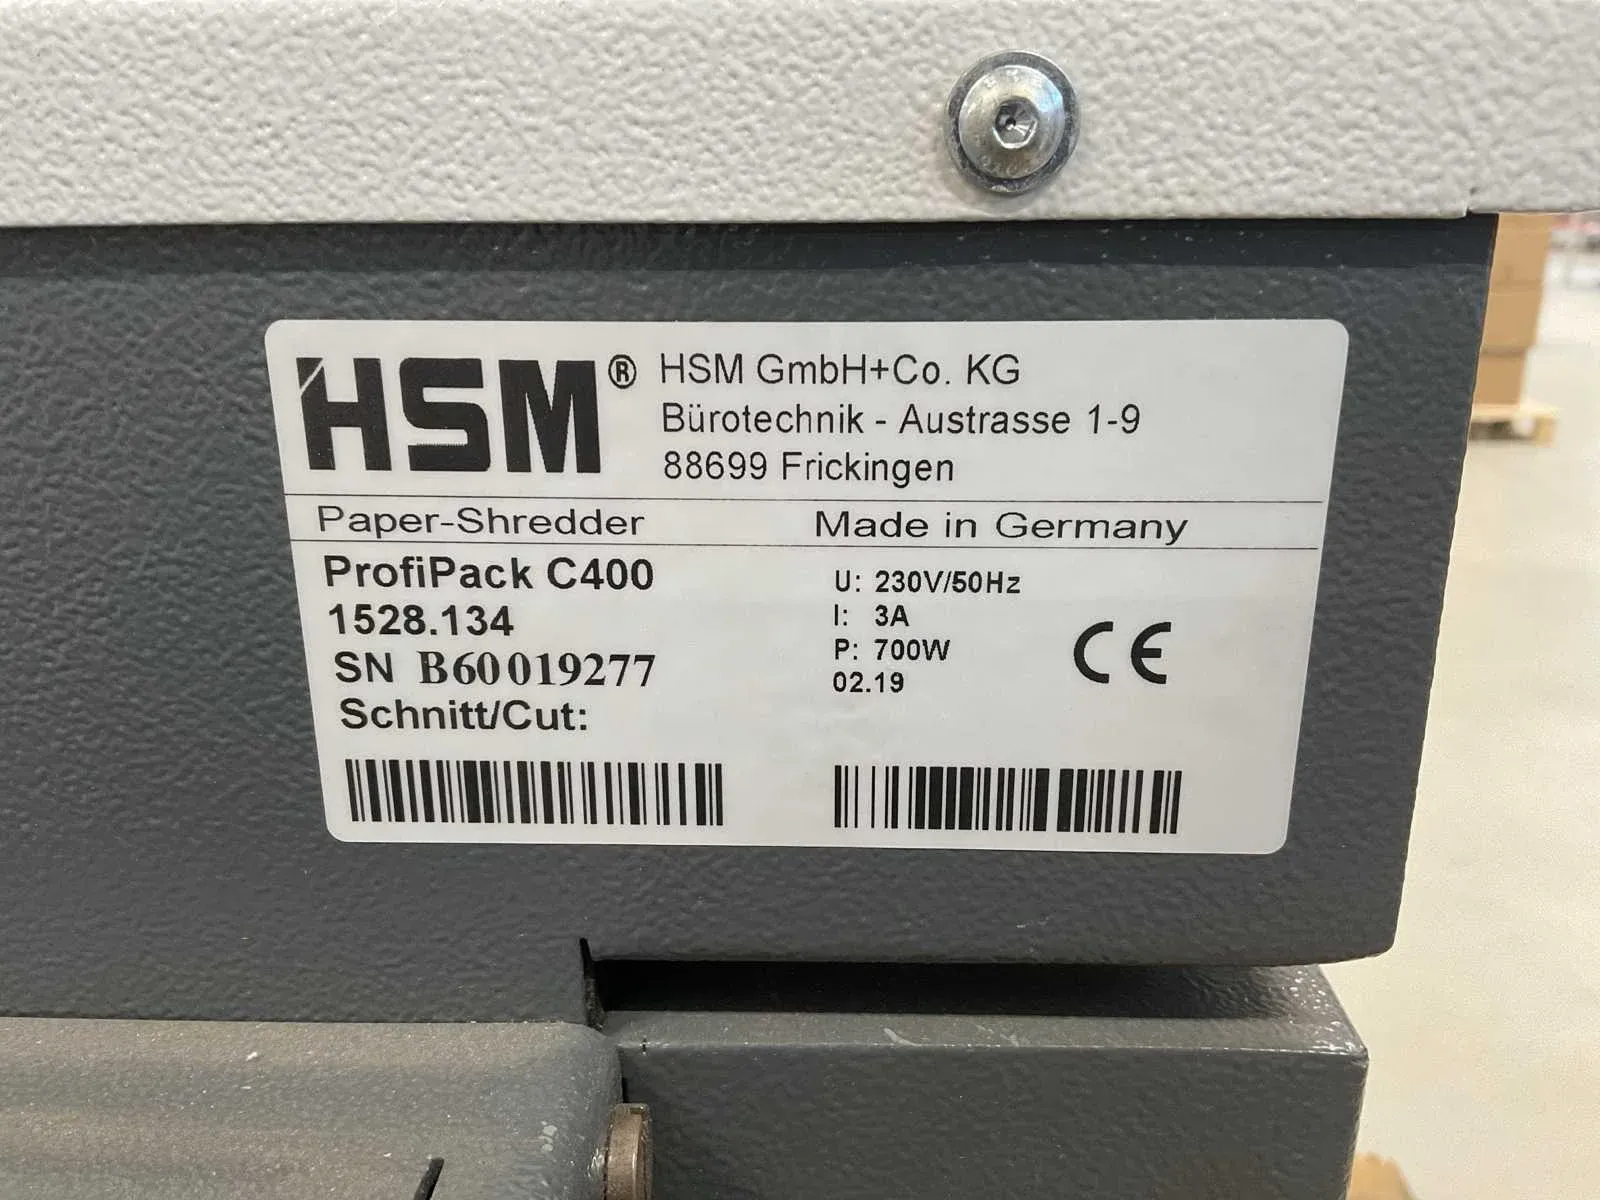 HSM® HSM GmbH+Co. KG
Bürotechnik - Austrasse 1-9
88699 Frickingen
Paper-Shredder Made in Germany
ProfiPack C400
1528.134
SN B60019277
Schnitt/Cut:
U: 230V/50Hz
I: 3A
P: 700W
02.19
CE